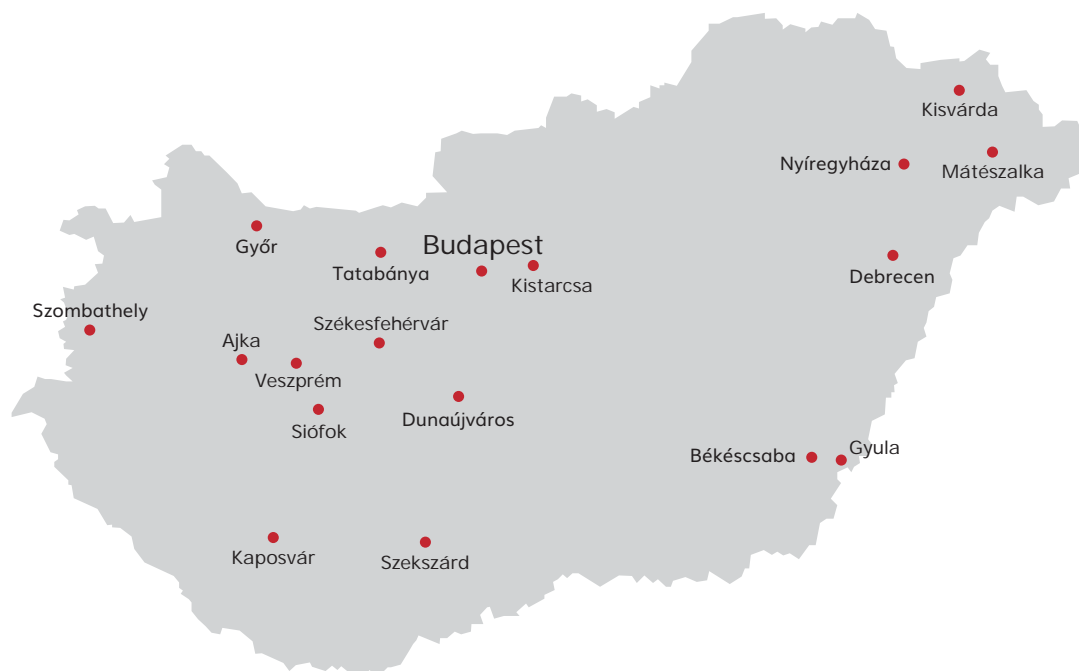 Kisvárda
Nyíregyháza
Mátészalka
Győr
Budapest
Tatabánya
Kistarcsa
Debrecen
Szombathely
Székesfehérvár
Ajka
Veszprém
Siófok
Dunaújváros
Békéscsaba
Gyula
Kaposvár
Szekszárd